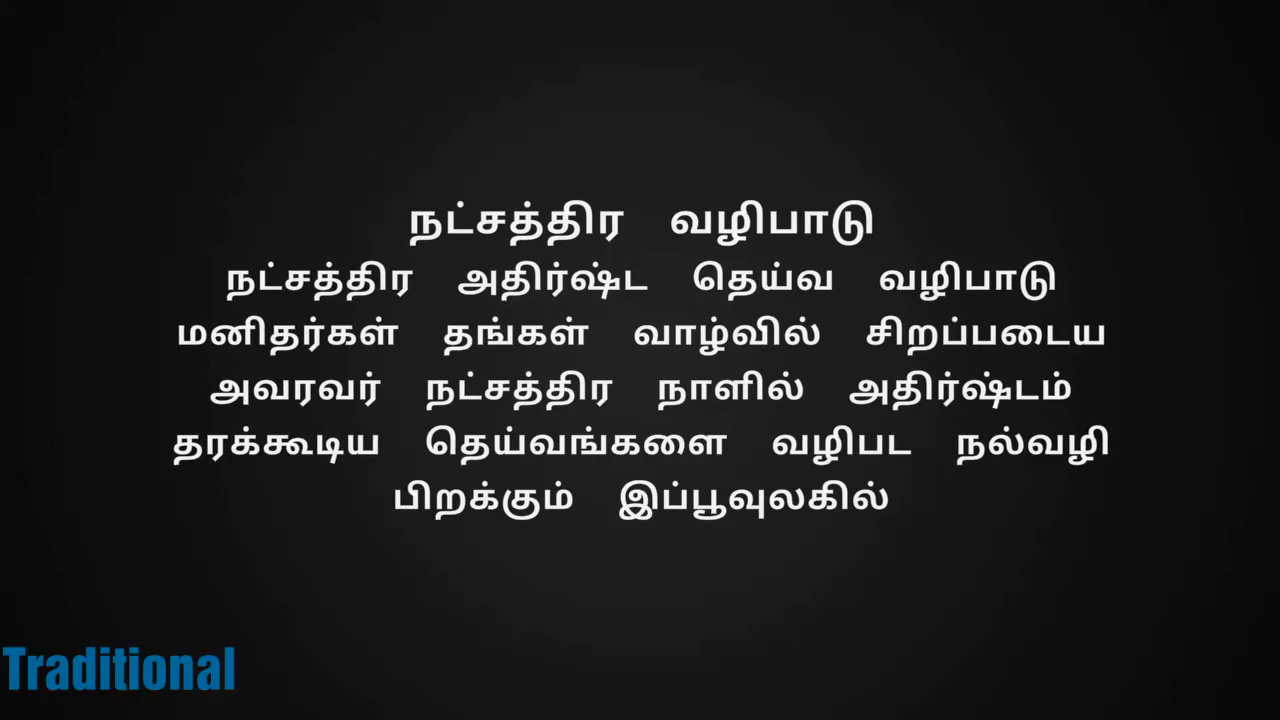 நட்சத்திர வழிபாடு
நட்சத்திர அதிர்ஷ்ட தெய்வ வழிபாடு
மனிதர்கள் தங்கள் வாழ்வில் சிறப்படைய
அவரவர் நட்சத்திர நாளில் அதிர்ஷ்டம்
தரக்கூடிய தெய்வங்களை வழிபட நல்வழி
பிறக்கும் இப்பூவுலகில்
Traditional